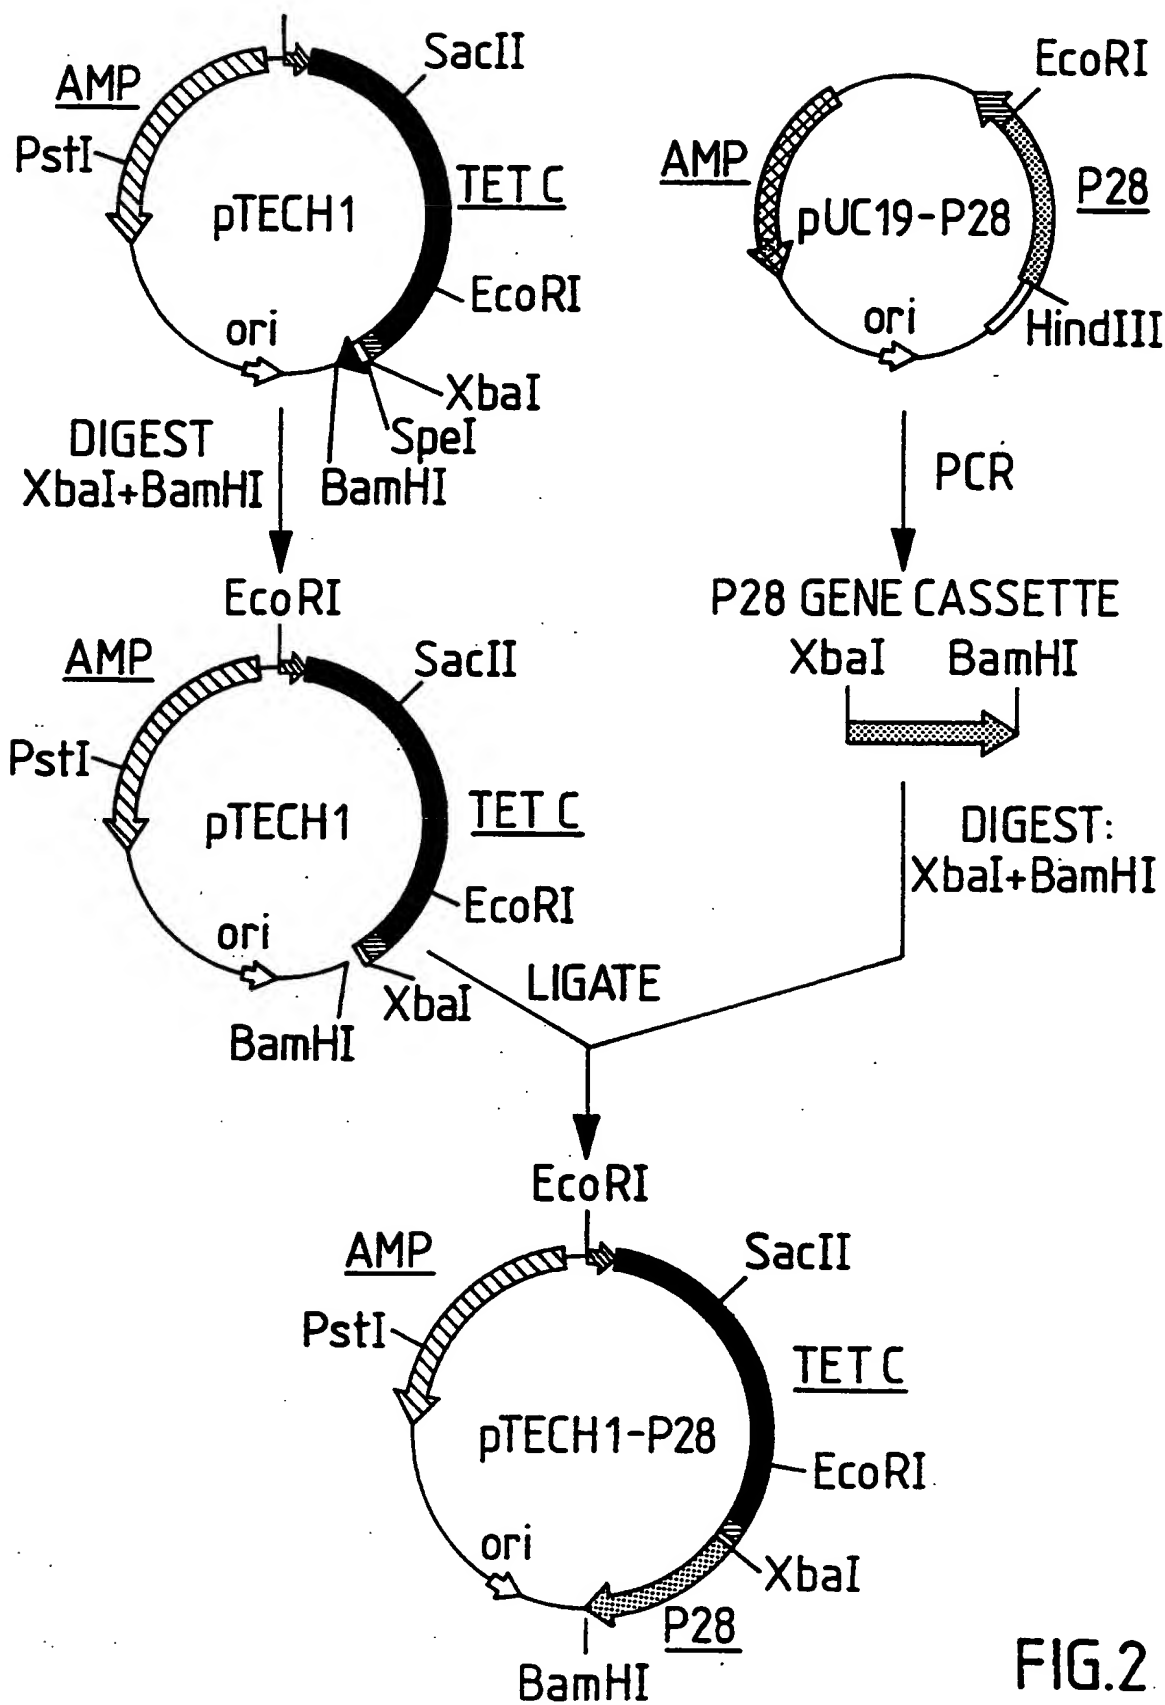 SacII
AMP
PstI
TET C
pTECH1
EcoRI
ori
XbaI
SpeI
BamHI
DIGEST
XbaI+BamHI
EcoRI
AMP
P28
pUC19-P28
ori
HindIII
PCR
P28 GENE CASSETTE
XbaI BamHI
DIGEST:
XbaI+BamHI
EcoRI
AMP
SacII
PstI
TET C
pTECH1
EcoRI
ori
XbaI
BamHI
LIGATE
EcoRI
AMP
SacII
PstI
TET C
pTECH1-P28
EcoRI
ori
XbaI
P28
BamHI
FIG.2